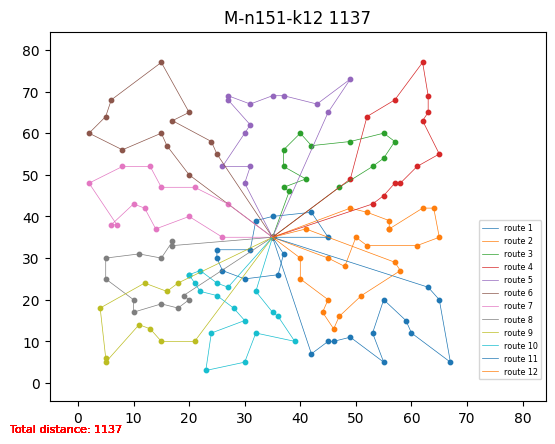 M-n151-k12 1137
80
70
60
50
40
30
20
10
0
0 10 20 30 40 50 60 70 80
route 1
route 2
route 3
route 4
route 5
route 6
route 7
route 8
route 9
route 10
route 11
route 12
Total distance: 1137